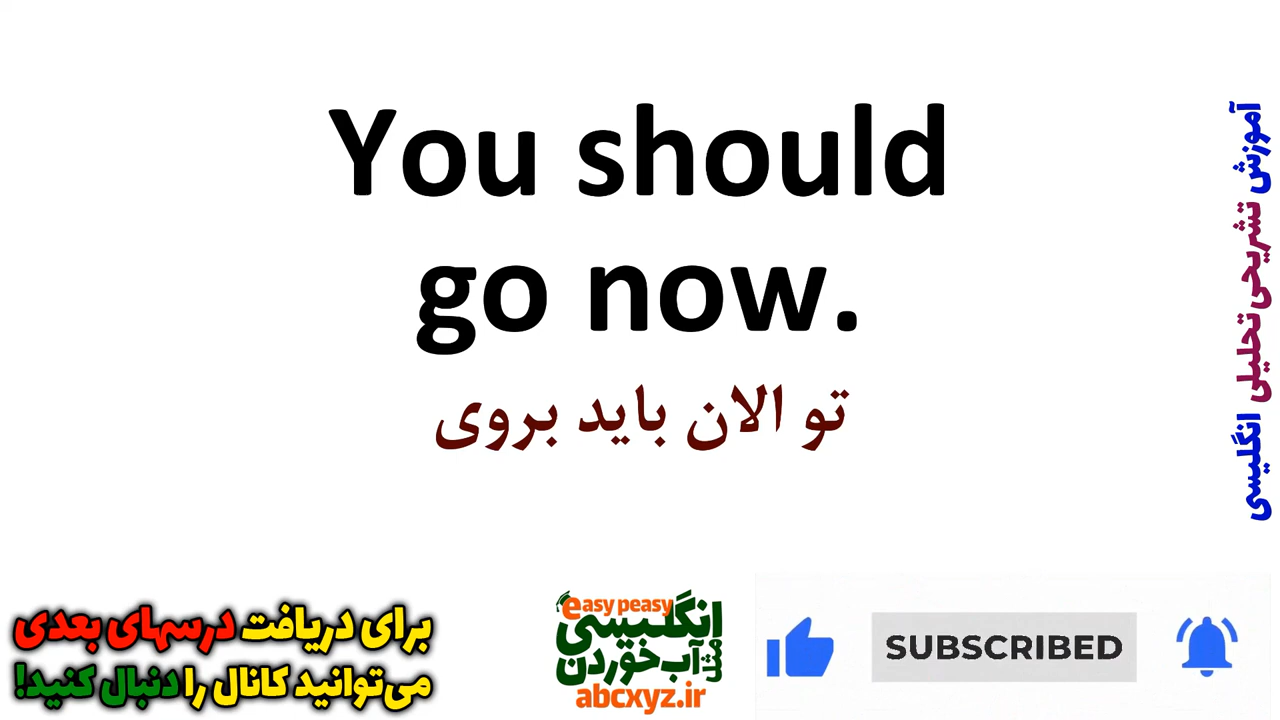 You should
go now.
تو الان باید بروی
آموزش تشریحی تحلیلی انگلیسی
برای دریافت درسهای بعدی
می‌توانید کانال را دنبال کنید!
easy peasy
انگلیسی
مثل آب خوردن
abcxyz.ir
SUBSCRIBED